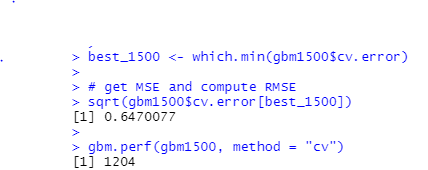 > best_1500 <- which.min(gbm1500$cv.error)
>
> # get MSE and compute RMSE
> sqrt(gbm1500$cv.error[best_1500])
[1] 0.6470077
>
> gbm.perf(gbm1500, method = "cv")
[1] 1204